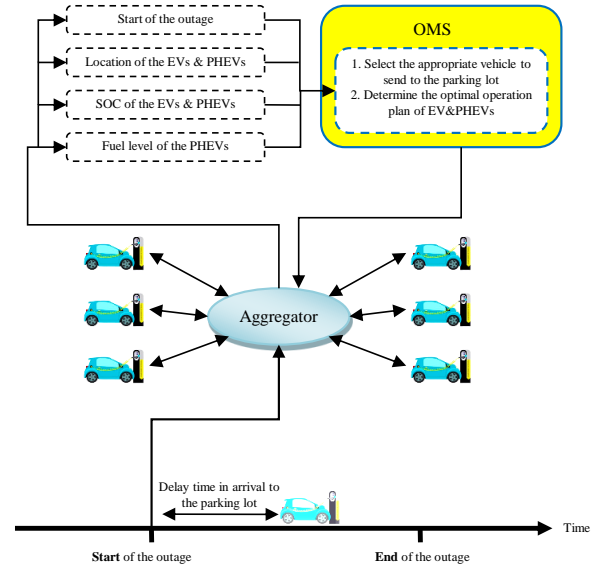 Start of the outage
Location of the EVs & PHEVs
SOC of the EVs & PHEVs
Fuel level of the PHEVs
OMS
1. Select the appropriate vehicle to
send to the parking lot
2. Determine the optimal operation
plan of EV&PHEVs
Aggregator
Delay time in arrival to
the parking lot
Time
Start of the outage
End of the outage